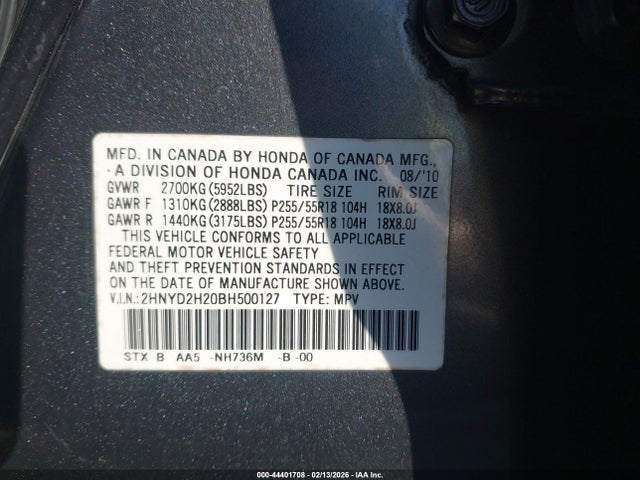 MFD. IN CANADA BY HONDA OF CANADA MFG.,
A DIVISION OF HONDA CANADA INC. 08/'10
GVWR 2700KG(5952LBS) TIRE SIZE RIM SIZE
GAWR F 1310KG(2888LBS) P255/55R18 104H 18X8.0J
GAWR R 1440KG(3175LBS) P255/55R18 104H 18X8.0J
THIS VEHICLE CONFORMS TO ALL APPLICABLE
FEDERAL MOTOR VEHICLE SAFETY
AND THEFT PREVENTION STANDARDS IN EFFECT
ON THE DATE OF MANUFACTURE SHOWN ABOVE.
V.I.N.:2HNYD2H20BH500127 TYPE: MPV
STX B AA5 -NH736M -B -00
000-44401708 | 02/13/2026 - IAA Inc.